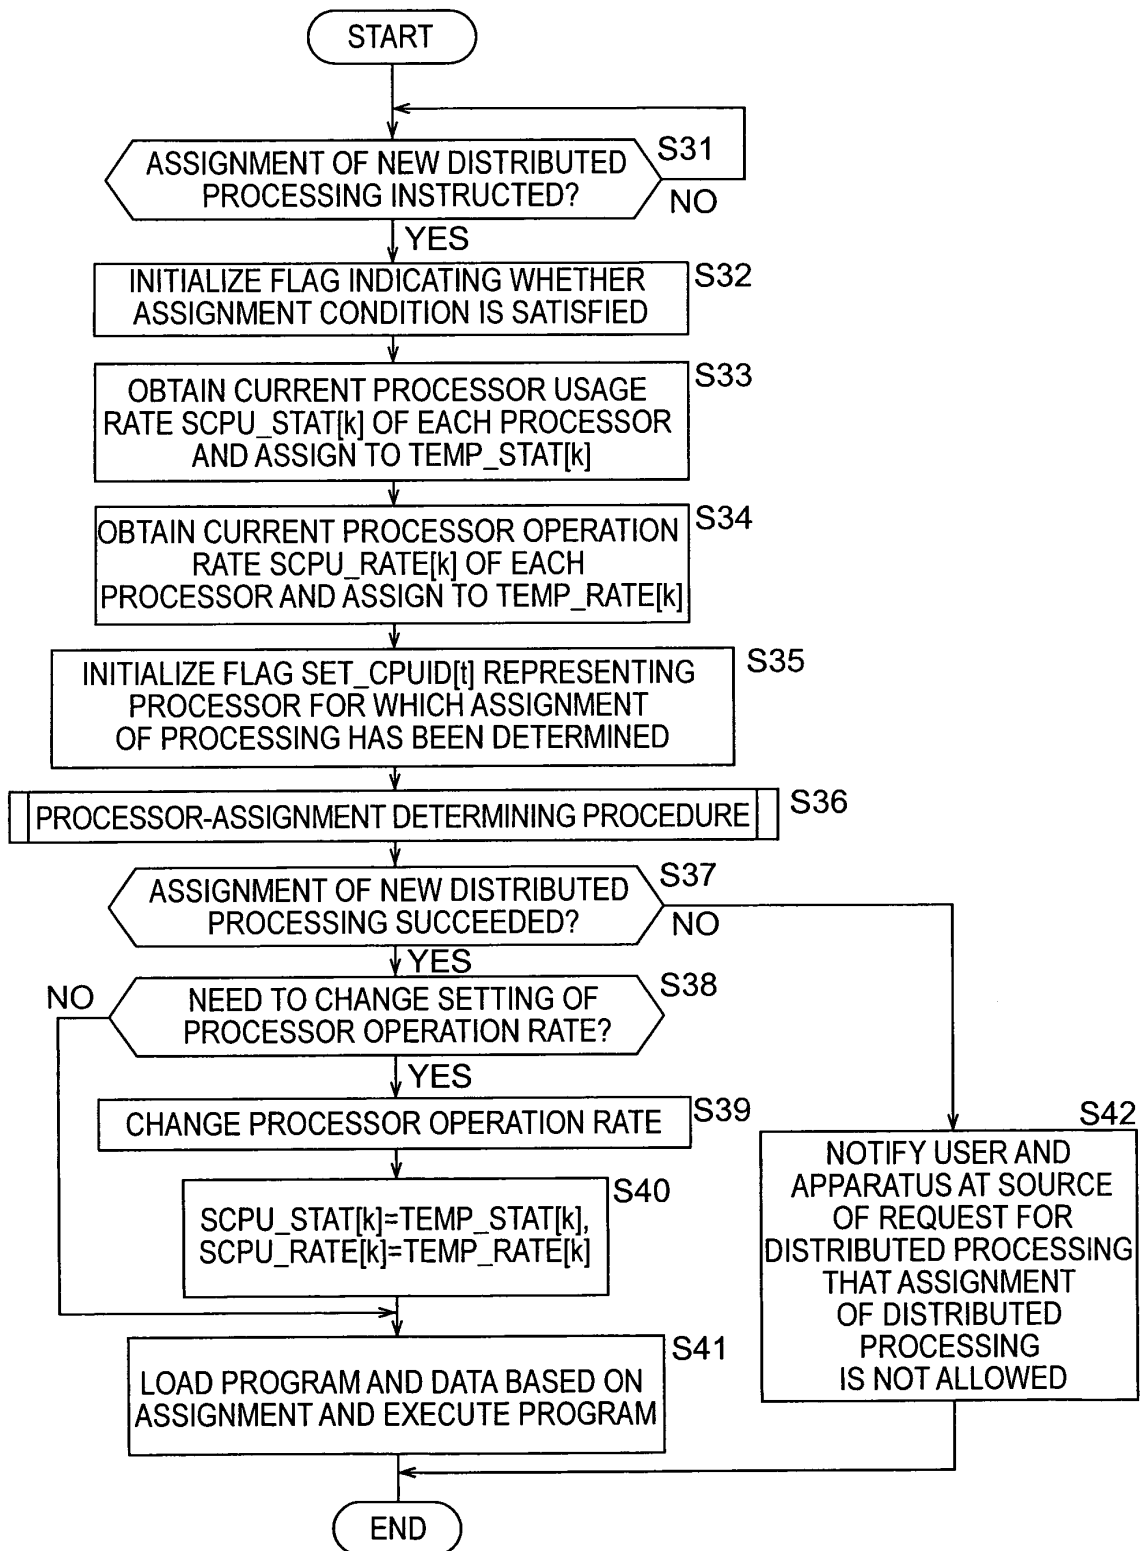 START
S31
ASSIGNMENT OF NEW DISTRIBUTED
PROCESSING INSTRUCTED?
NO
YES
S32
INITIALIZE FLAG INDICATING WHETHER
ASSIGNMENT CONDITION IS SATISFIED
S33
OBTAIN CURRENT PROCESSOR USAGE
RATE SCPU_STAT[k] OF EACH PROCESSOR
AND ASSIGN TO TEMP_STAT[k]
S34
OBTAIN CURRENT PROCESSOR OPERATION
RATE SCPU_RATE[k] OF EACH
PROCESSOR AND ASSIGN TO TEMP_RATE[k]
S35
INITIALIZE FLAG SET_CPUID[t] REPRESENTING
PROCESSOR FOR WHICH ASSIGNMENT
OF PROCESSING HAS BEEN DETERMINED
S36
PROCESSOR-ASSIGNMENT DETERMINING PROCEDURE
S37
ASSIGNMENT OF NEW DISTRIBUTED
PROCESSING SUCCEEDED?
NO
YES
S38
NO
NEED TO CHANGE SETTING OF
PROCESSOR OPERATION RATE?
YES
S39
CHANGE PROCESSOR OPERATION RATE
S40
SCPU_STAT[k]=TEMP_STAT[k],
SCPU_RATE[k]=TEMP_RATE[k]
S41
LOAD PROGRAM AND DATA BASED ON
ASSIGNMENT AND EXECUTE PROGRAM
S42
NOTIFY USER AND
APPARATUS AT SOURCE
OF REQUEST FOR
DISTRIBUTED PROCESSING
THAT ASSIGNMENT
OF DISTRIBUTED
PROCESSING
IS NOT ALLOWED
END